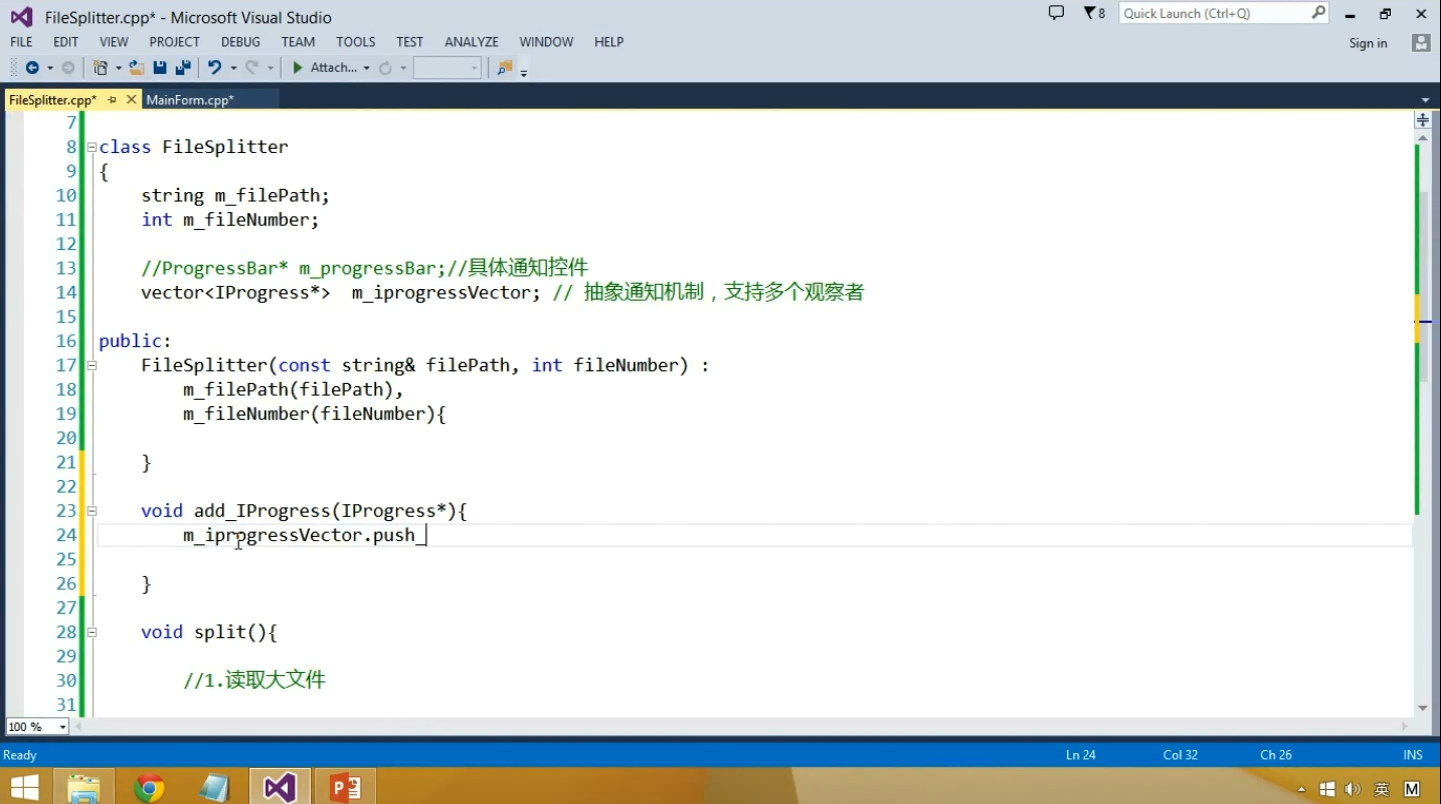 FileSplitter.cpp* - Microsoft Visual Studio
8
Quick Launch (Ctrl+Q)
FILE EDIT VIEW PROJECT DEBUG TEAM TOOLS TEST ANALYZE WINDOW HELP
Sign in
Attach...
FileSplitter.cpp*
MainForm.cpp*
7
8 class FileSplitter
9 {
10 string m_filePath;
11 int m_fileNumber;
12
13 //ProgressBar* m_progressBar;//具体通知控件
14 vector<IProgress*>  m_iprogressVector; // 抽象通知机制，支持多个观察者
15
16 public:
17 FileSplitter(const string& filePath, int fileNumber) :
18 m_filePath(filePath),
19 m_fileNumber(fileNumber){
20
21 }
22
23 void add_IProgress(IProgress*){
24 m_iprogressVector.push_
25
26 }
27
28 void split(){
29
30 //1.读取大文件
31
100 %
Ready
Ln 24
Col 32
Ch 26
INS
英
M